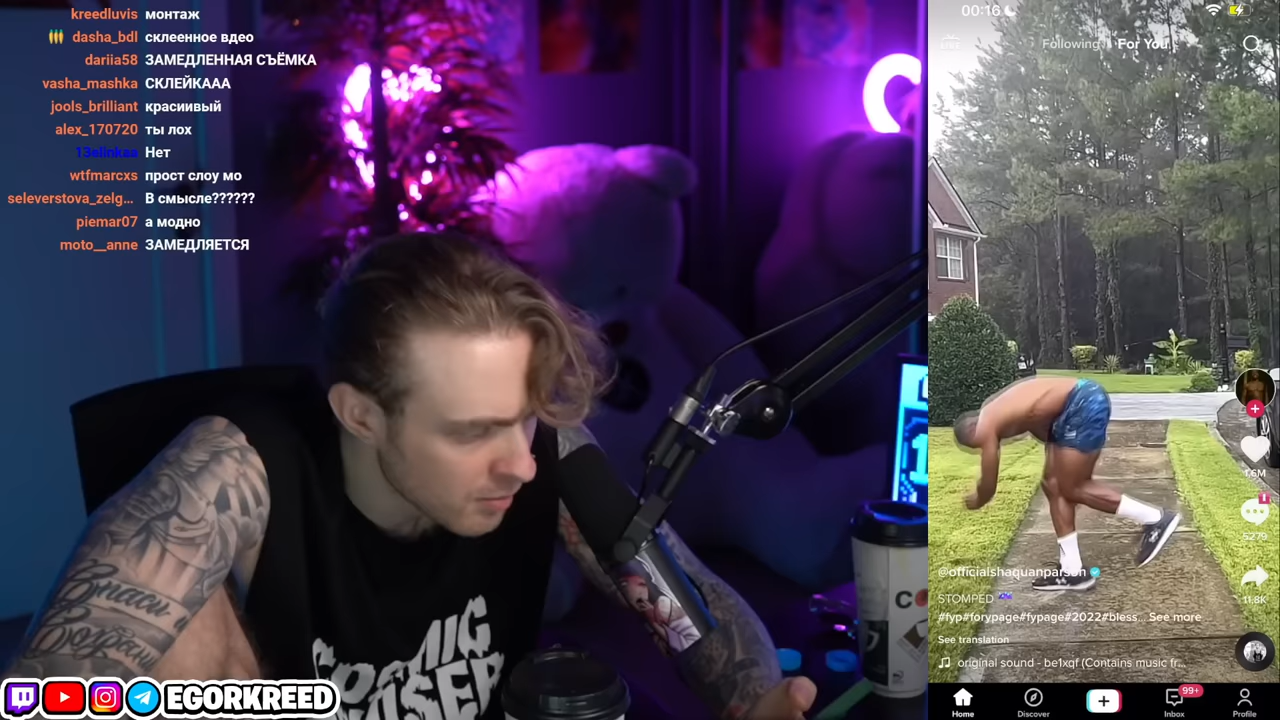 kreedluvis монтаж
dasha_bdl склеенное вдео
dariia58 ЗАМЕДЛЕННАЯ СЪЁМКА
vasha_mashka СКЛЕЙКААА
jools_brilliant красиивый
alex_170720 ты лох
13elinkaa Нет
wtfmarcxs прост слоу мо
seleverstova_zelg... В смысле??????
piemar07 а модно
moto__anne ЗАМЕДЛЯЕТСЯ
EGORKREED
00:16
LIVE
Following
For You
1.6M
5279
11.8K
@officialshaquanparson
STOMPED
#fyp#forypage#fypage#2022#bless... See more
See translation
original sound - be1xqf (Contains music fr...
99+
Home
Discover
Inbox
Profile